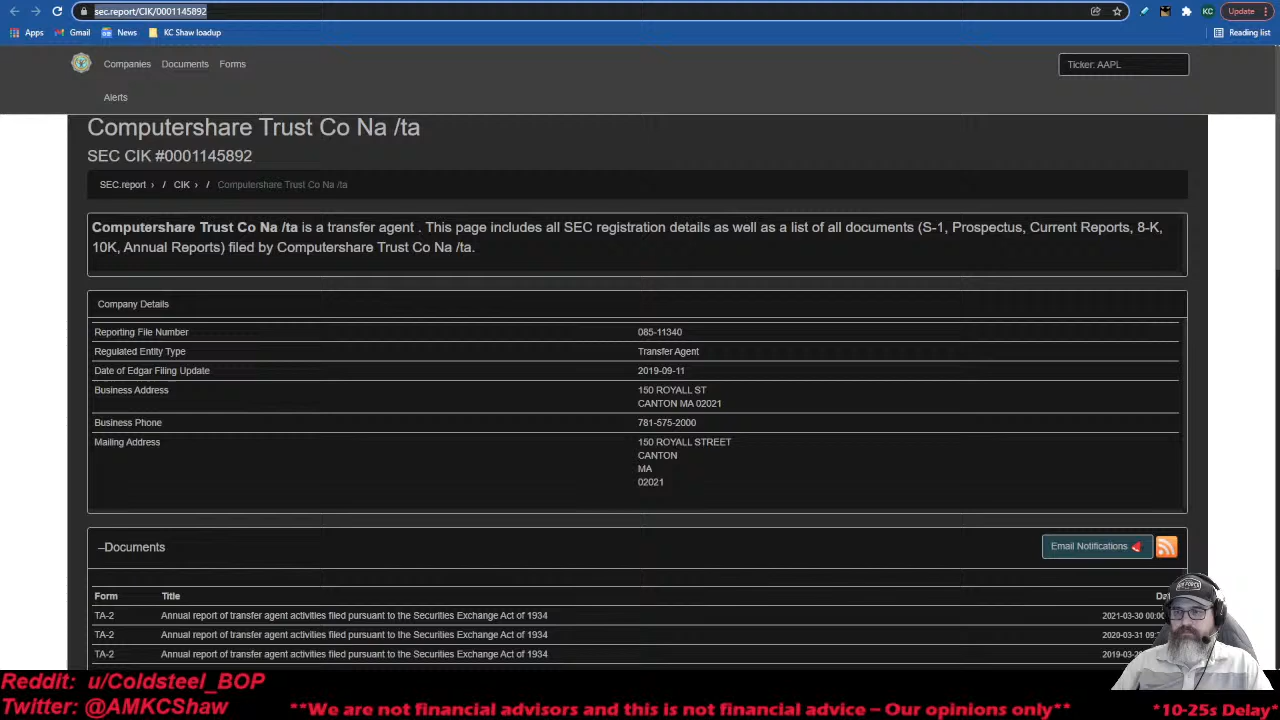 sec.report/CIK/0001145892
KC
Update
Apps
Gmail
News
KC Shaw loadup
Reading list
Companies
Documents
Forms
Ticker: AAPL
Alerts
Computershare Trust Co Na /ta
SEC CIK #0001145892
SEC.report › / CIK › / Computershare Trust Co Na /ta
Computershare Trust Co Na /ta is a transfer agent . This page includes all SEC registration details as well as a list of all documents (S-1, Prospectus, Current Reports, 8-K,
10K, Annual Reports) filed by Computershare Trust Co Na /ta.
Company Details
Reporting File Number 085-11340
Regulated Entity Type Transfer Agent
Date of Edgar Filing Update 2019-09-11
Business Address 150 ROYALL ST
CANTON MA 02021
Business Phone 781-575-2000
Mailing Address 150 ROYALL STREET
CANTON
MA
02021
–Documents
Email Notifications
Form Title
TA-2 Annual report of transfer agent activities filed pursuant to the Securities Exchange Act of 1934 2021-03-30
TA-2 Annual report of transfer agent activities filed pursuant to the Securities Exchange Act of 1934 2020-03-31
TA-2 Annual report of transfer agent activities filed pursuant to the Securities Exchange Act of 1934
Reddit: u/Coldsteel_BOP
Twitter: @AMKCShaw
**We are not financial advisors and this is not financial advice – Our opinions only**
*10-25s Delay*